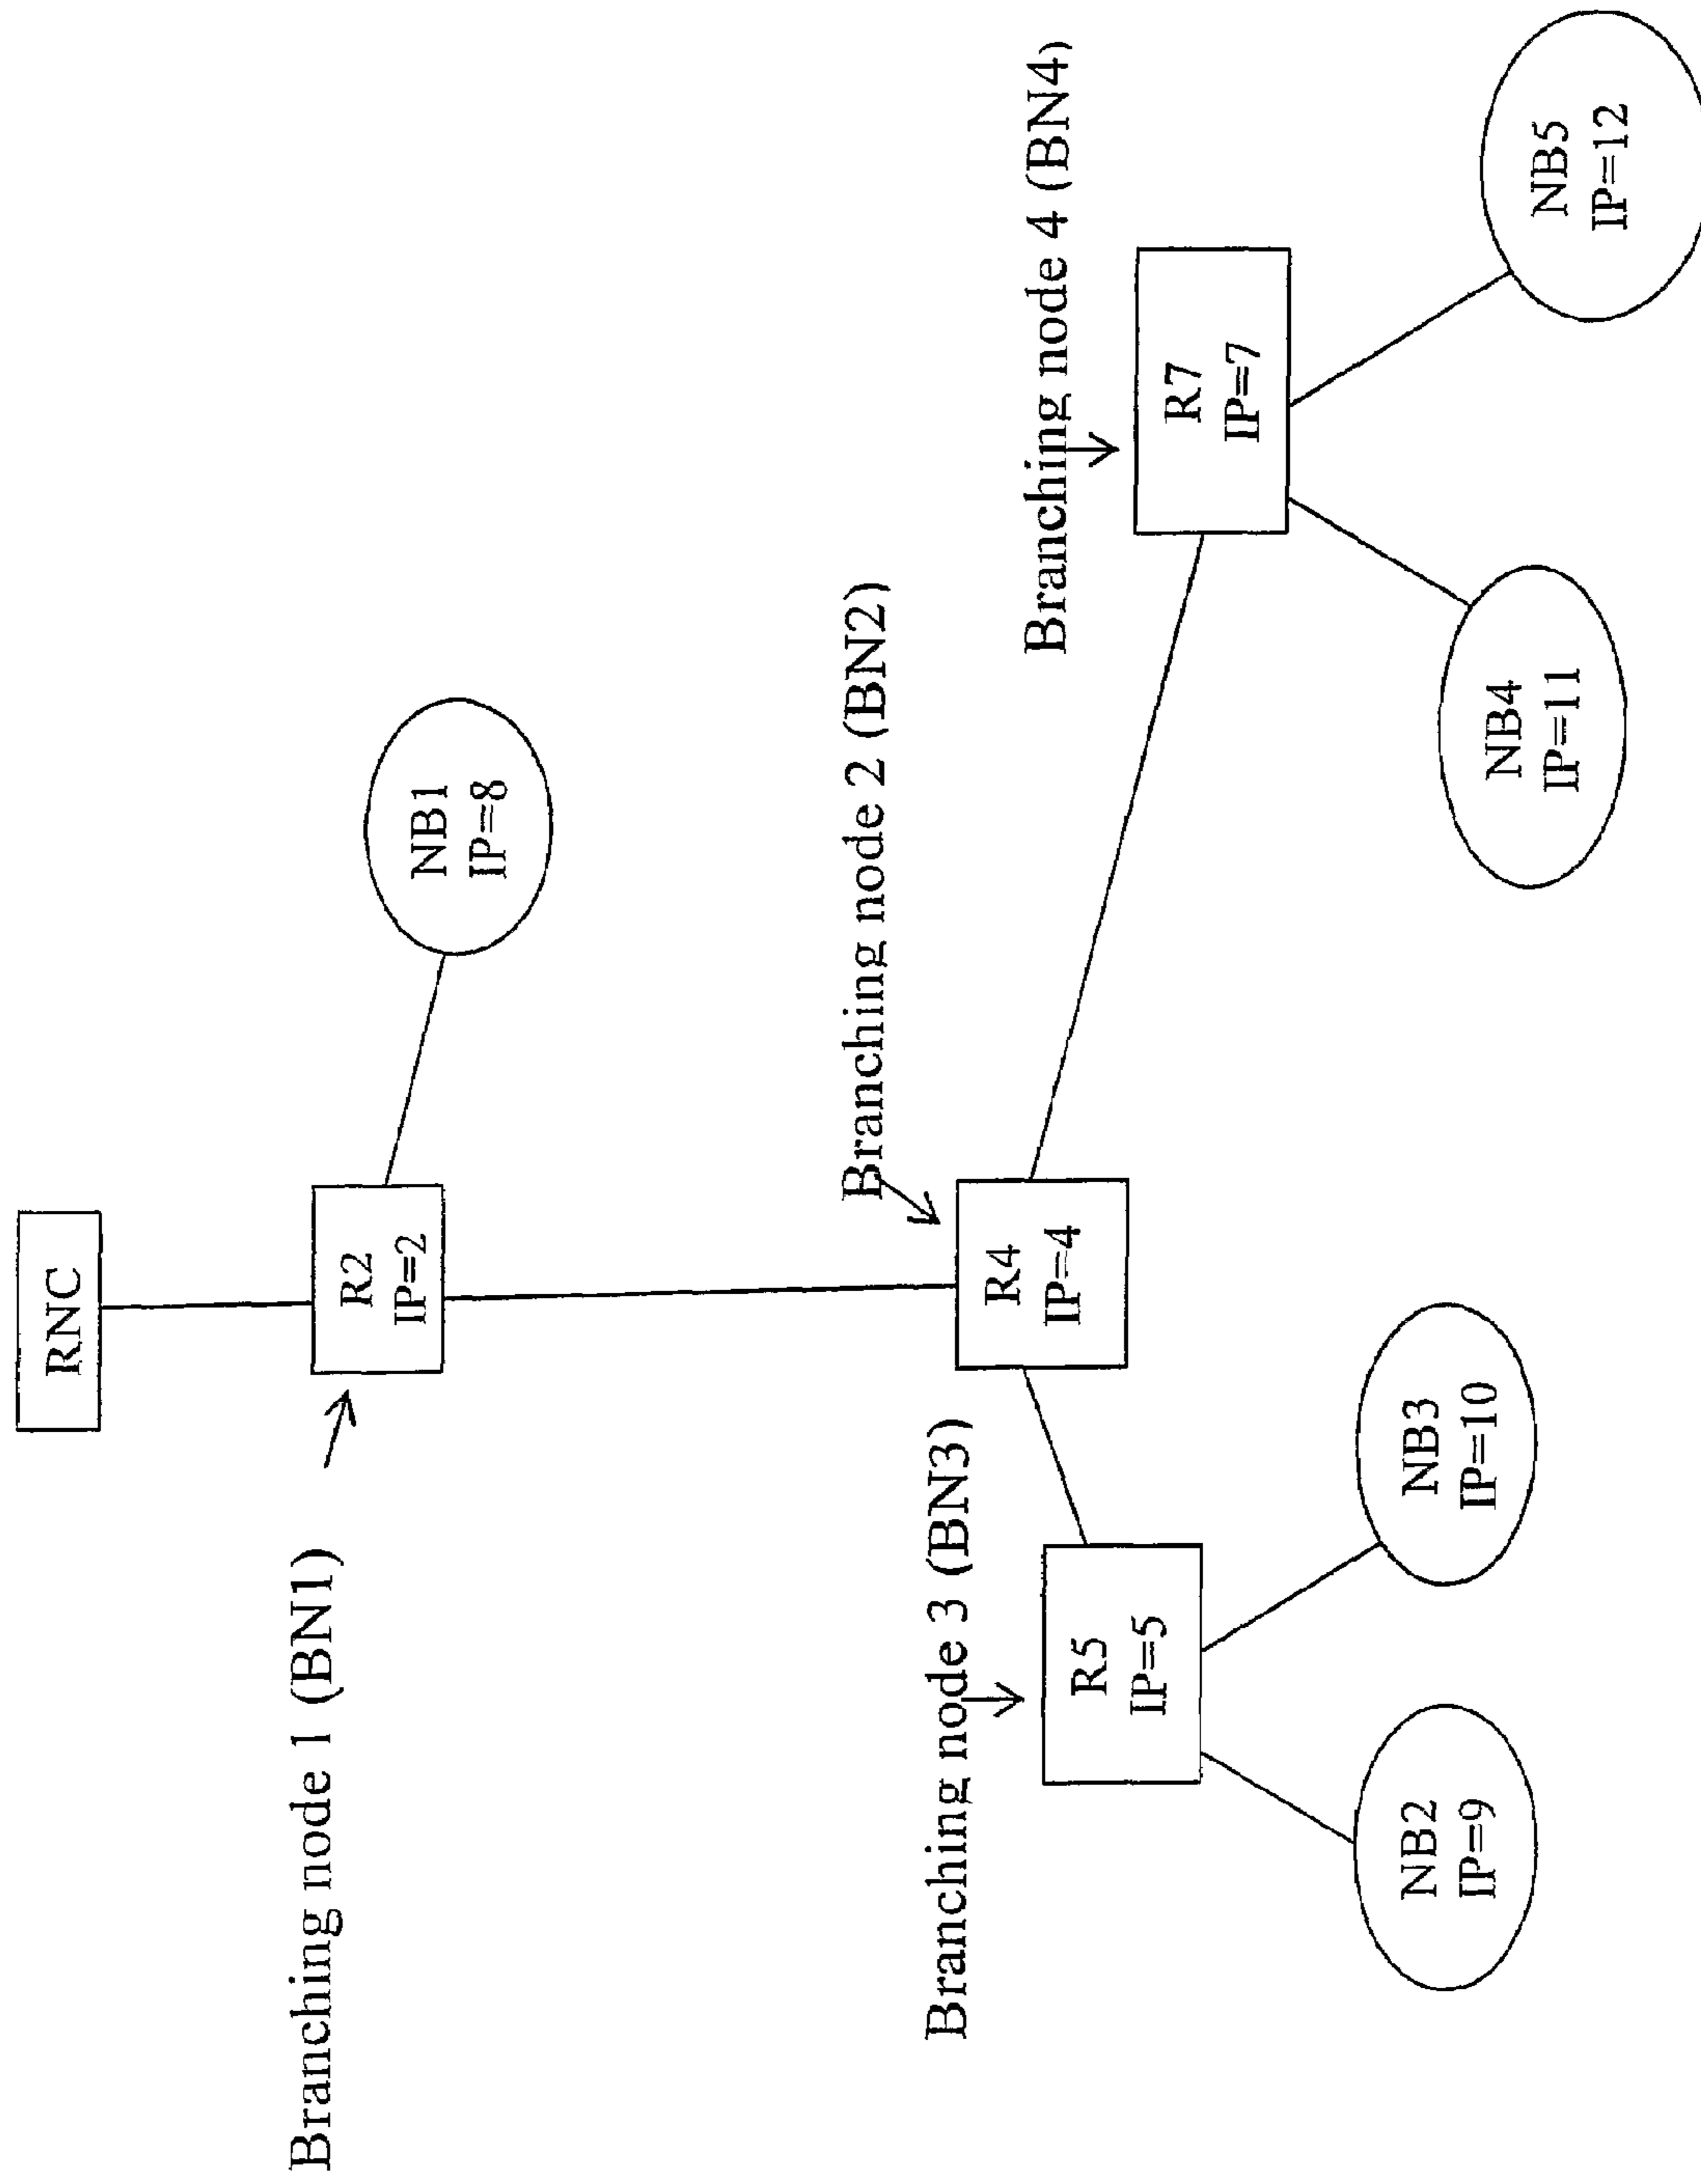 RNC
Branching node 1 (BN1)
R2
IP=2
NB1
IP=8
Branching node 2 (BN2)
R4
IP=4
Branching node 3 (BN3)
R5
IP=5
Branching node 4 (BN4)
R7
IP=7
NB2
IP=9
NB3
IP=10
NB4
IP=11
NB5
IP=12